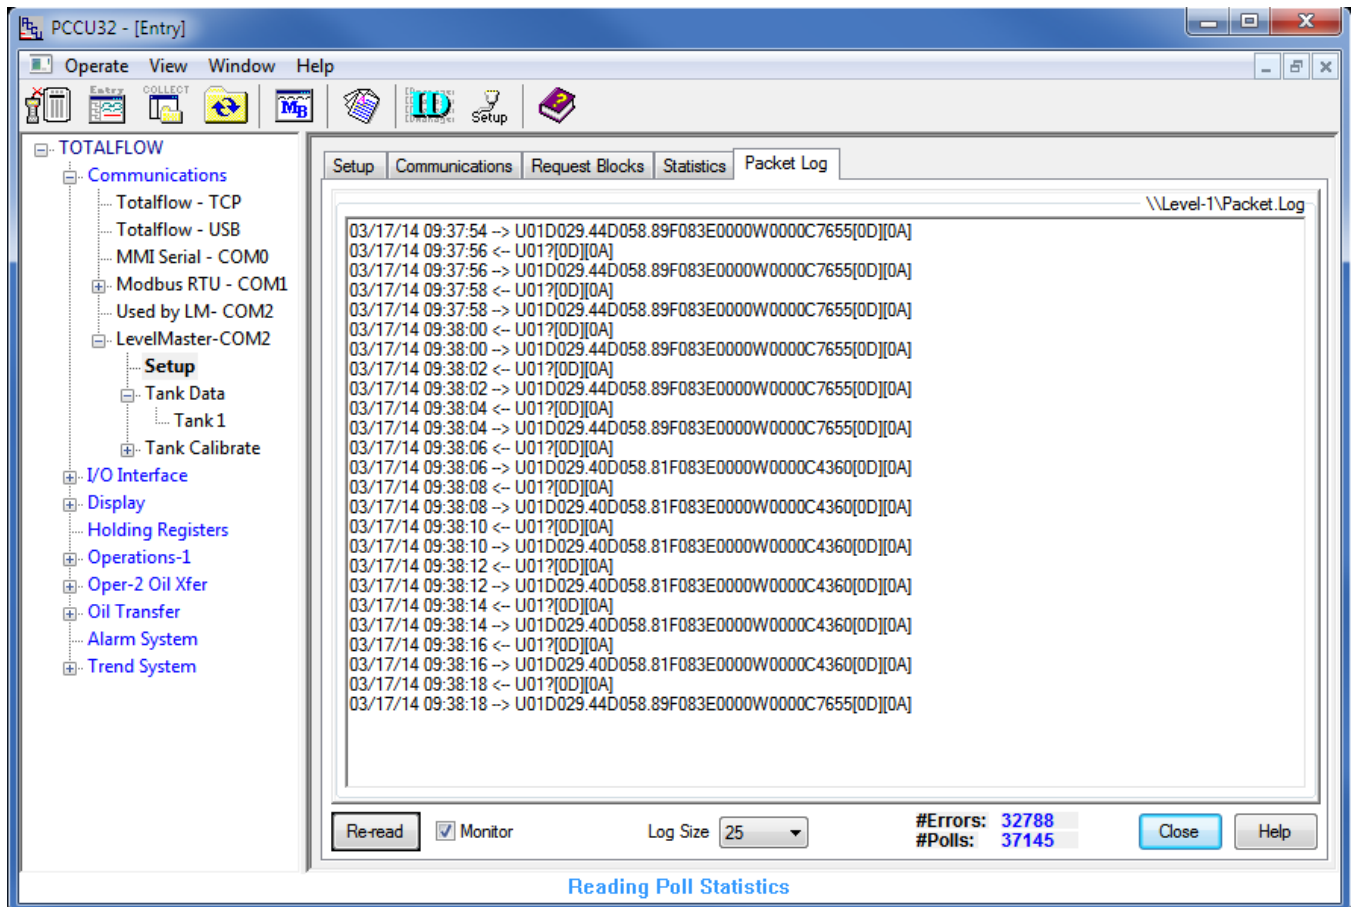 PCCU32 - [Entry]
Operate View Window Help
Entry
COLLECT
MB
ID
Setup
TOTALFLOW
Communications
Totalflow - TCP
Totalflow - USB
MMI Serial - COM0
Modbus RTU - COM1
Used by LM- COM2
LevelMaster-COM2
Setup
Tank Data
Tank 1
Tank Calibrate
I/O Interface
Display
Holding Registers
Operations-1
Oper-2 Oil Xfer
Oil Transfer
Alarm System
Trend System
Setup Communications Request Blocks Statistics Packet Log
\\Level-1\Packet.Log
03/17/14 09:37:54 --> U01D029.44D058.89F083E0000W0000C7655[0D][0A]
03/17/14 09:37:56 <-- U01?[0D][0A]
03/17/14 09:37:56 --> U01D029.44D058.89F083E0000W0000C7655[0D][0A]
03/17/14 09:37:58 <-- U01?[0D][0A]
03/17/14 09:37:58 --> U01D029.44D058.89F083E0000W0000C7655[0D][0A]
03/17/14 09:38:00 <-- U01?[0D][0A]
03/17/14 09:38:00 --> U01D029.44D058.89F083E0000W0000C7655[0D][0A]
03/17/14 09:38:02 <-- U01?[0D][0A]
03/17/14 09:38:02 --> U01D029.44D058.89F083E0000W0000C7655[0D][0A]
03/17/14 09:38:04 <-- U01?[0D][0A]
03/17/14 09:38:04 --> U01D029.44D058.89F083E0000W0000C7655[0D][0A]
03/17/14 09:38:06 <-- U01?[0D][0A]
03/17/14 09:38:06 --> U01D029.40D058.81F083E0000W0000C4360[0D][0A]
03/17/14 09:38:08 <-- U01?[0D][0A]
03/17/14 09:38:08 --> U01D029.40D058.81F083E0000W0000C4360[0D][0A]
03/17/14 09:38:10 <-- U01?[0D][0A]
03/17/14 09:38:10 --> U01D029.40D058.81F083E0000W0000C4360[0D][0A]
03/17/14 09:38:12 <-- U01?[0D][0A]
03/17/14 09:38:12 --> U01D029.40D058.81F083E0000W0000C4360[0D][0A]
03/17/14 09:38:14 <-- U01?[0D][0A]
03/17/14 09:38:14 --> U01D029.40D058.81F083E0000W0000C4360[0D][0A]
03/17/14 09:38:16 <-- U01?[0D][0A]
03/17/14 09:38:16 --> U01D029.40D058.81F083E0000W0000C4360[0D][0A]
03/17/14 09:38:18 <-- U01?[0D][0A]
03/17/14 09:38:18 --> U01D029.44D058.89F083E0000W0000C7655[0D][0A]
Re-read Monitor Log Size 25
#Errors: 32788
#Polls: 37145
Close Help
Reading Poll Statistics